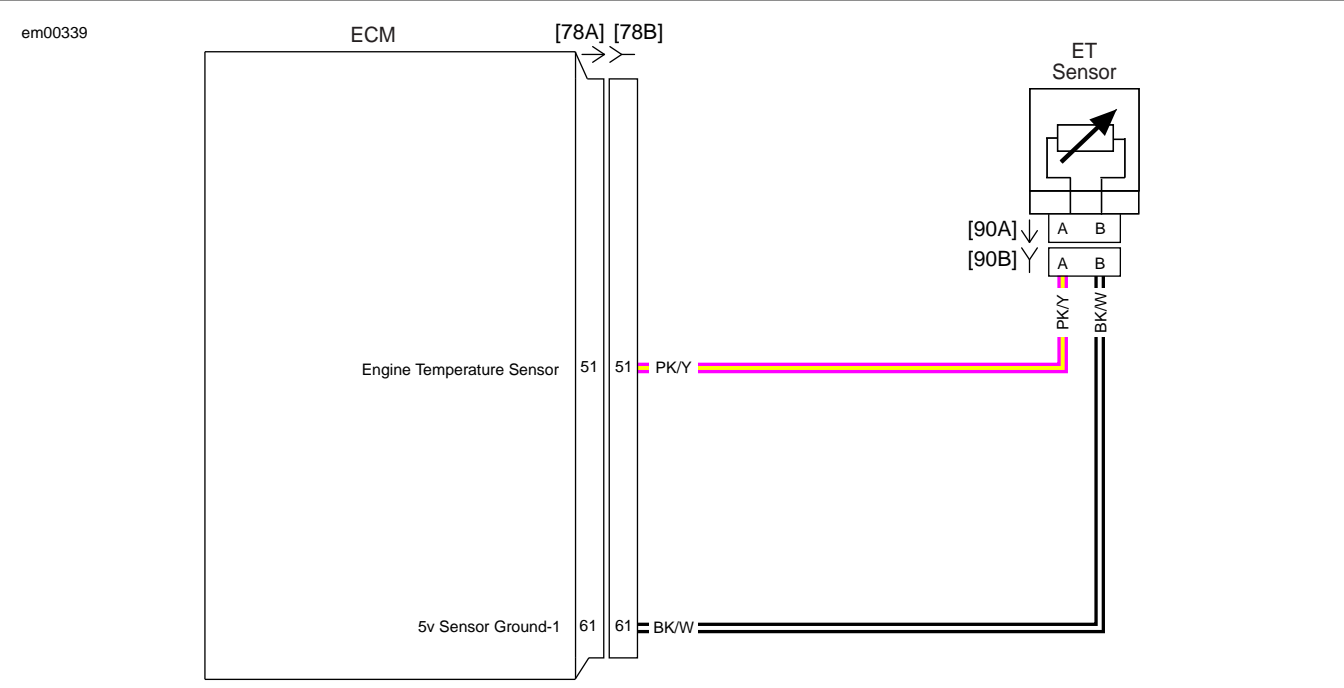 em00339
ECM
[78A] [78B]
ET
Sensor
[90A]
A B
[90B]
A B
PK/Y
BK/W
Engine Temperature Sensor
51
51
PK/Y
5v Sensor Ground-1
61
61
BK/W